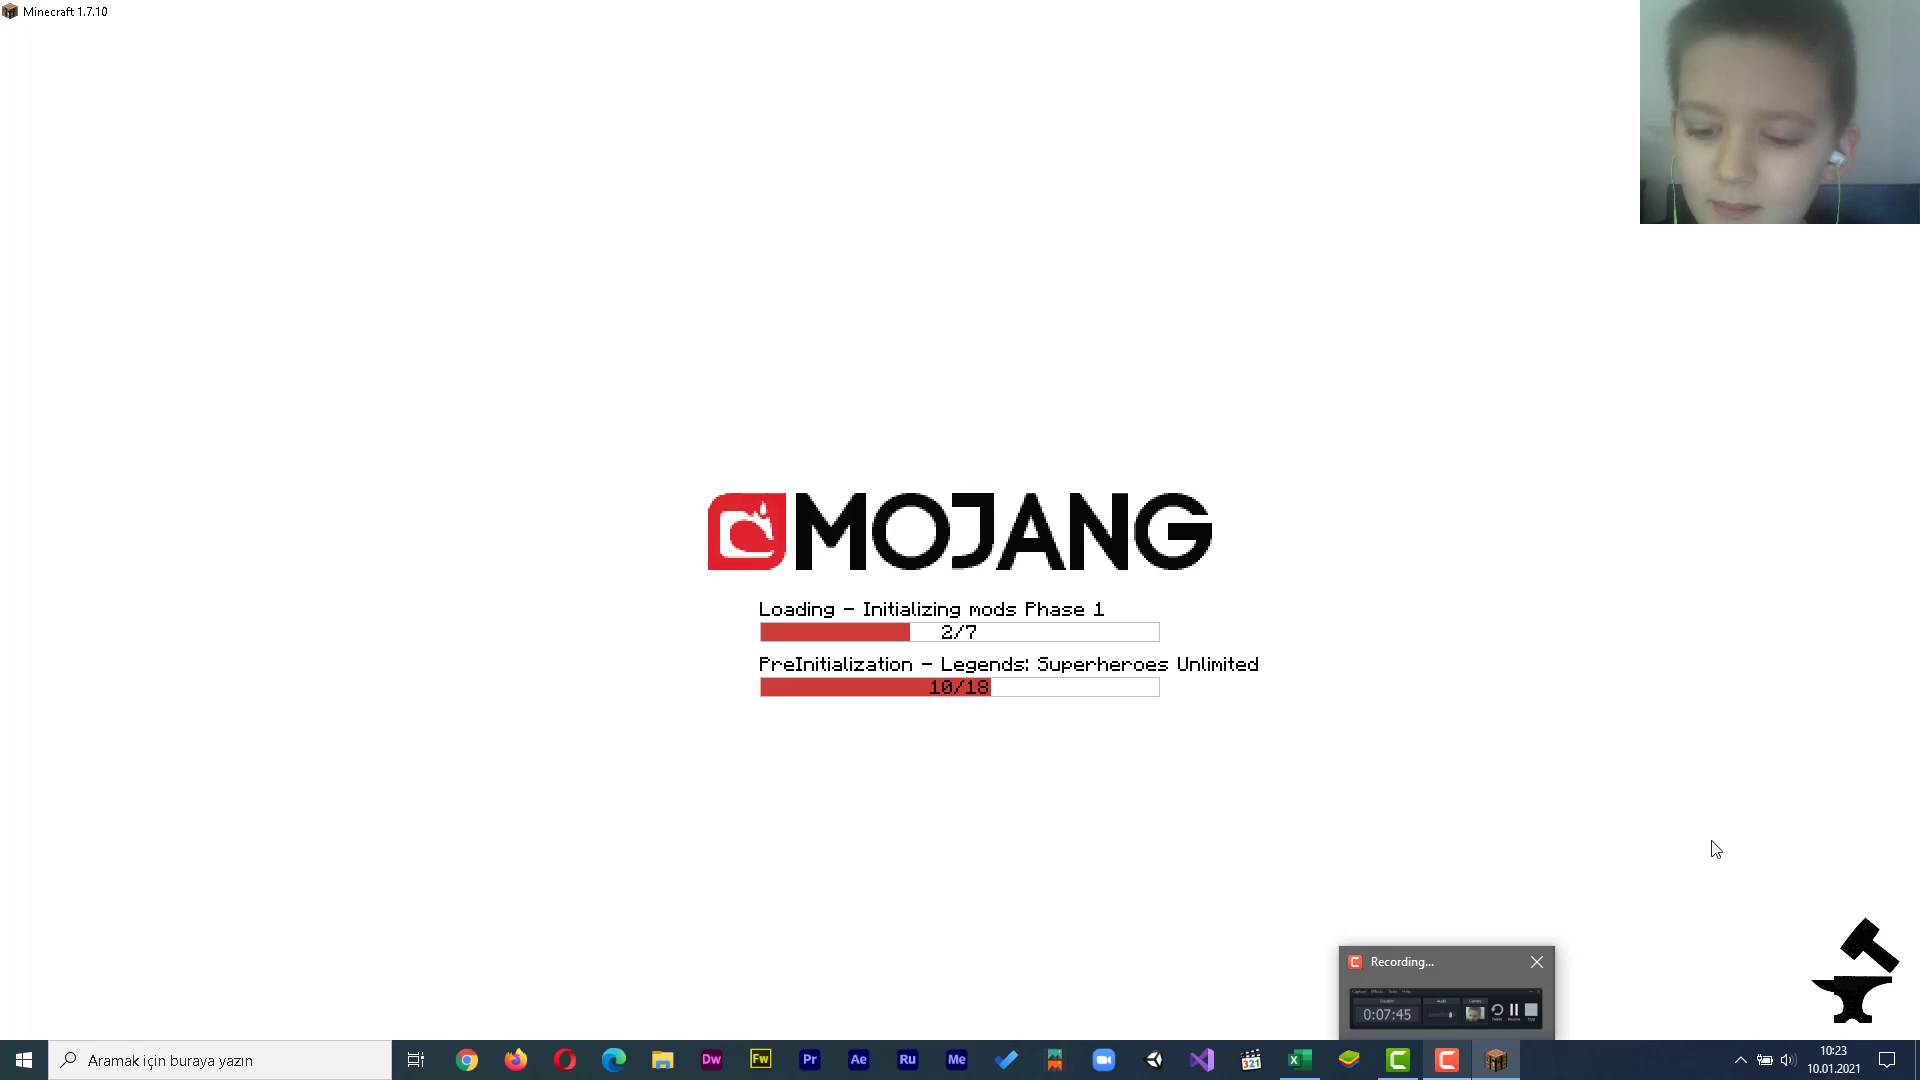 Minecraft 1.7.10
MOJANG
Loading - Initializing mods Phase 1
2/7
PreInitialization - Legends: Superheroes Unlimited
10/18
Recording...
0:07:45
Aramak için buraya yazın
Dw
Fw
Pr
Ae
Ru
Me
321
10:23
10.01.2021